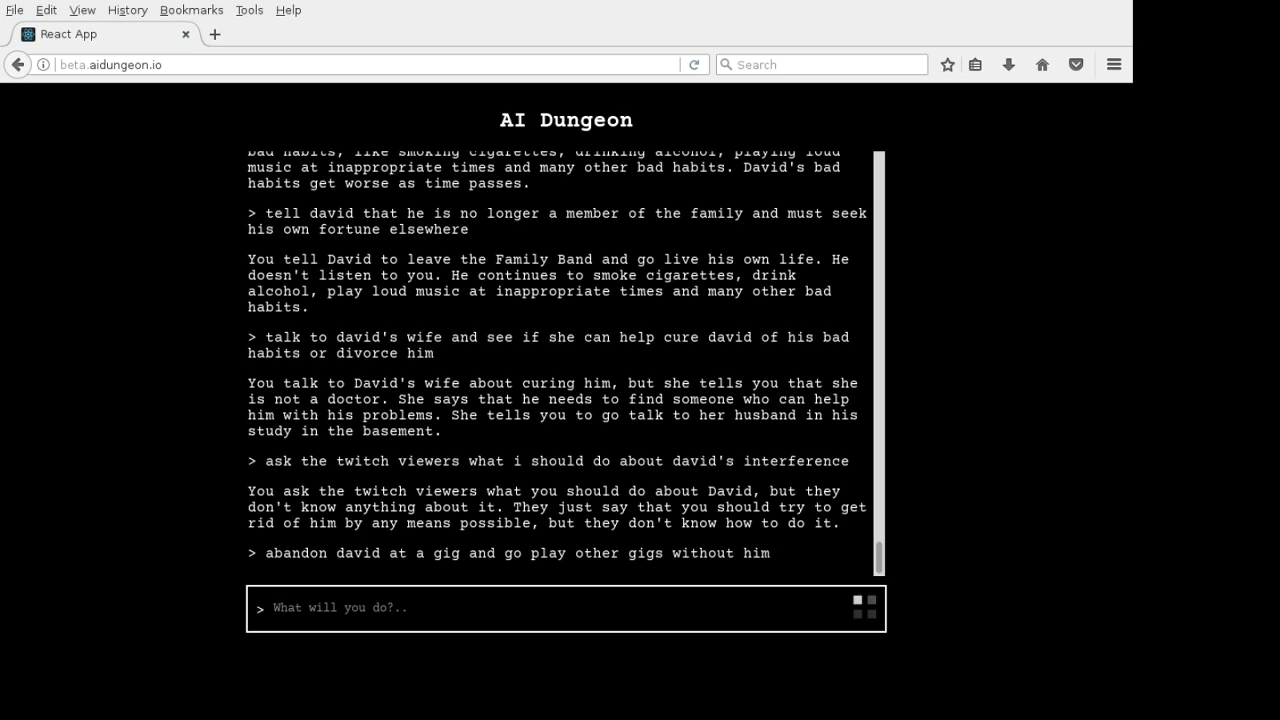 File Edit View History Bookmarks Tools Help
React App
beta.aidungeon.io
Search
AI Dungeon
bad habits, like smoking cigarettes, drinking alcohol, playing loud
music at inappropriate times and many other bad habits. David's bad
habits get worse as time passes.
> tell david that he is no longer a member of the family and must seek
his own fortune elsewhere
You tell David to leave the Family Band and go live his own life. He
doesn't listen to you. He continues to smoke cigarettes, drink
alcohol, play loud music at inappropriate times and many other bad
habits.
> talk to david's wife and see if she can help cure david of his bad
habits or divorce him
You talk to David's wife about curing him, but she tells you that she
is not a doctor. She says that he needs to find someone who can help
him with his problems. She tells you to go talk to her husband in his
study in the basement.
> ask the twitch viewers what i should do about david's interference
You ask the twitch viewers what you should do about David, but they
don't know anything about it. They just say that you should try to get
rid of him by any means possible, but they don't know how to do it.
> abandon david at a gig and go play other gigs without him
> What will you do?..